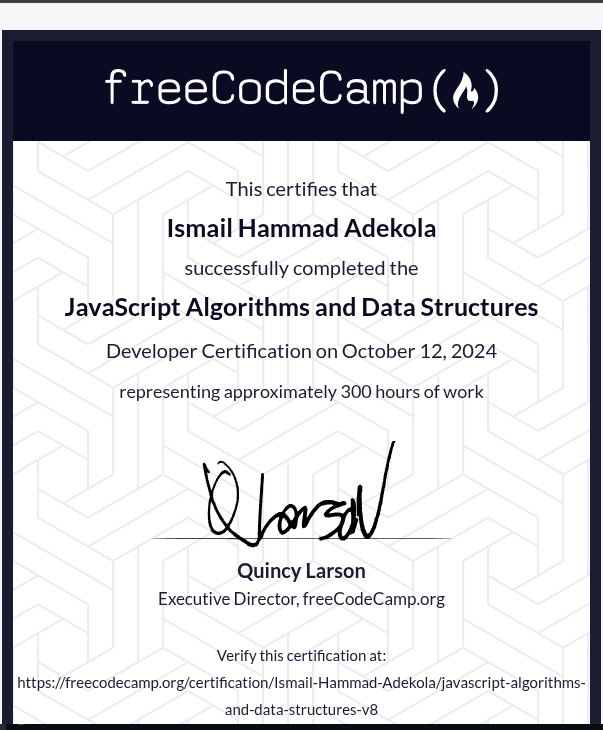 freeCodeCamp
This certifies that
Ismail Hammad Adekola
successfully completed the
JavaScript Algorithms and Data Structures
Developer Certification on October 12, 2024
representing approximately 300 hours of work
Q Larson
Quincy Larson
Executive Director, freeCodeCamp.org
Verify this certification at:
https://freecodecamp.org/certification/Ismail-Hammad-Adekola/javascript-algorithms-
and-data-structures-v8